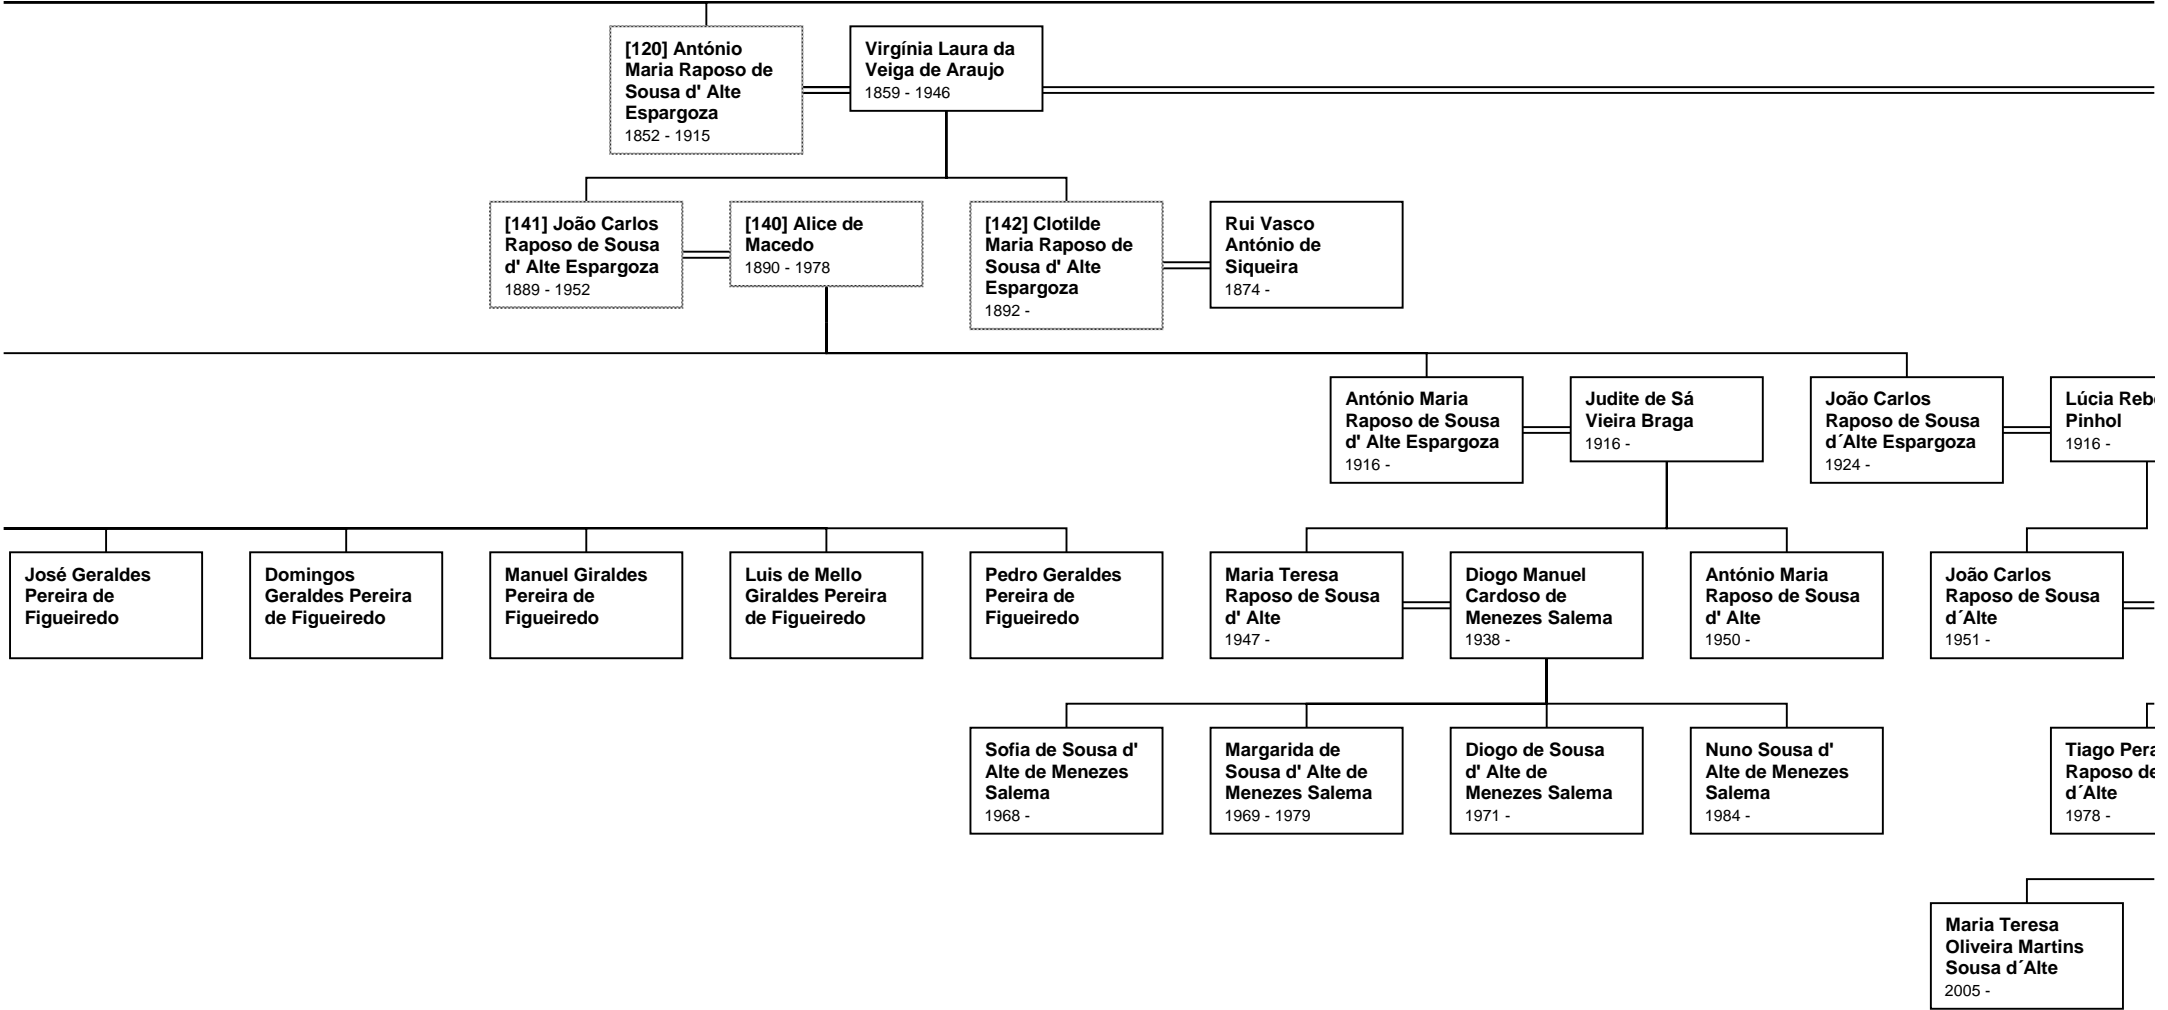 [120] António
Maria Raposo de
Sousa d' Alte
Espargoza
1852 - 1915
Virgínia Laura da
Veiga de Araujo
1859 - 1946
[141] João Carlos
Raposo de Sousa
d' Alte Espargoza
1889 - 1952
[140] Alice de
Macedo
1890 - 1978
[142] Clotilde
Maria Raposo de
Sousa d' Alte
Espargoza
1892 -
Rui Vasco
António de
Siqueira
1874 -
António Maria
Raposo de Sousa
d' Alte Espargoza
1916 -
Judite de Sá
Vieira Braga
1916 -
João Carlos
Raposo de Sousa
d´Alte Espargoza
1924 -
Lúcia
Pinhol
1916 -
José Geraldes
Pereira de
Figueiredo
Domingos
Geraldes Pereira
de Figueiredo
Manuel Giraldes
Pereira de
Figueiredo
Luis de Mello
Giraldes Pereira
de Figueiredo
Pedro Geraldes
Pereira de
Figueiredo
Maria Teresa
Raposo de Sousa
d' Alte
1947 -
Diogo Manuel
Cardoso de
Menezes Salema
1938 -
António Maria
Raposo de Sousa
d' Alte
1950 -
João Carlos
Raposo de Sousa
d´Alte
1951 -
Sofia de Sousa d'
Alte de Menezes
Salema
1968 -
Margarida de
Sousa d' Alte de
Menezes Salema
1969 - 1979
Diogo de Sousa
d' Alte de
Menezes Salema
1971 -
Nuno Sousa d'
Alte de Menezes
Salema
1984 -
Tiago
Raposo de
d´Alte
1978 -
Maria Teresa
Oliveira Martins
Sousa d´Alte
2005 -